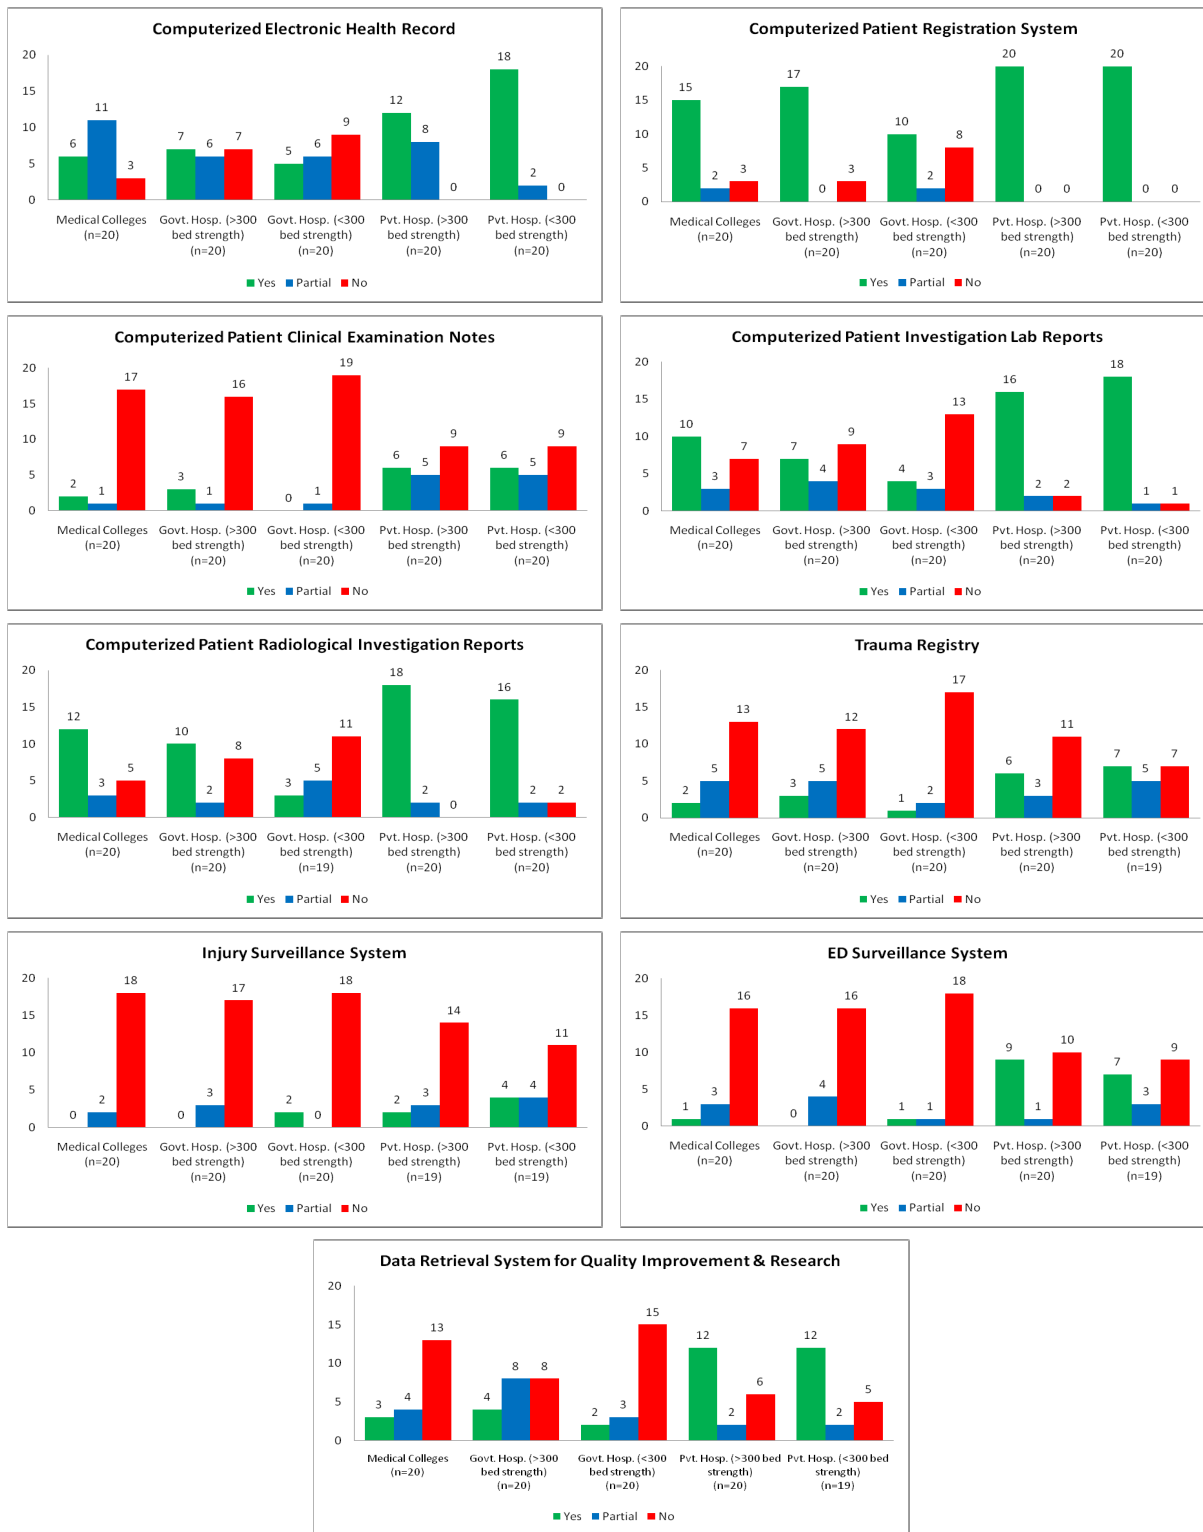 Computerized Electronic Health Record
20
15
10
5
0
6 11 3 7 6 7 5 6 9 12 8 0 18 2 0
Medical Colleges (n=20)
Govt. Hosp. (>300 bed strength) (n=20)
Govt. Hosp. (<300 bed strength) (n=20)
Pvt. Hosp. (>300 bed strength) (n=20)
Pvt. Hosp. (<300 bed strength) (n=20)
Yes Partial No
Computerized Patient Registration System
20
15
10
5
0
15 2 3 17 0 3 10 2 8 20 0 0 20 0 0
Medical Colleges (n=20)
Govt. Hosp. (>300 bed strength) (n=20)
Govt. Hosp. (<300 bed strength) (n=20)
Pvt. Hosp. (>300 bed strength) (n=20)
Pvt. Hosp. (<300 bed strength) (n=20)
Yes Partial No
Computerized Patient Clinical Examination Notes
20
15
10
5
0
2 1 17 3 1 16 0 1 19 6 5 9 6 5 9
Medical Colleges (n=20)
Govt. Hosp. (>300 bed strength) (n=20)
Govt. Hosp. (<300 bed strength) (n=20)
Pvt. Hosp. (>300 bed strength) (n=20)
Pvt. Hosp. (<300 bed strength) (n=20)
Yes Partial No
Computerized Patient Investigation Lab Reports
20
15
10
5
0
10 3 7 7 4 9 4 3 13 16 2 2 18 1 1
Medical Colleges (n=20)
Govt. Hosp. (>300 bed strength) (n=20)
Govt. Hosp. (<300 bed strength) (n=20)
Pvt. Hosp. (>300 bed strength) (n=20)
Pvt. Hosp. (<300 bed strength) (n=20)
Yes Partial No
Computerized Patient Radiological Investigation Reports
20
15
10
5
0
12 3 5 10 2 8 3 5 11 18 2 0 16 2 2
Medical Colleges (n=20)
Govt. Hosp. (>300 bed strength) (n=20)
Govt. Hosp. (<300 bed strength) (n=19)
Pvt. Hosp. (>300 bed strength) (n=20)
Pvt. Hosp. (<300 bed strength) (n=20)
Yes Partial No
Trauma Registry
20
15
10
5
0
2 5 13 3 5 12 1 2 17 6 3 11 7 5 7
Medical Colleges (n=20)
Govt. Hosp. (>300 bed strength) (n=20)
Govt. Hosp. (<300 bed strength) (n=20)
Pvt. Hosp. (>300 bed strength) (n=20)
Pvt. Hosp. (<300 bed strength) (n=19)
Yes Partial No
Injury Surveillance System
20
15
10
5
0
0 2 18 0 3 17 2 0 18 2 3 14 4 4 11
Medical Colleges (n=20)
Govt. Hosp. (>300 bed strength) (n=20)
Govt. Hosp. (<300 bed strength) (n=20)
Pvt. Hosp. (>300 bed strength) (n=19)
Pvt. Hosp. (<300 bed strength) (n=19)
Yes Partial No
ED Surveillance System
20
15
10
5
0
1 3 16 0 4 16 1 1 18 9 1 10 7 3 9
Medical Colleges (n=20)
Govt. Hosp. (>300 bed strength) (n=20)
Govt. Hosp. (<300 bed strength) (n=20)
Pvt. Hosp. (>300 bed strength) (n=20)
Pvt. Hosp. (<300 bed strength) (n=19)
Yes Partial No
Data Retrieval System for Quality Improvement & Research
20
15
10
5
0
3 4 13 4 8 8 2 3 15 12 2 6 12 2 5
Medical Colleges (n=20)
Govt. Hosp. (>300 bed strength) (n=20)
Govt. Hosp. (<300 bed strength) (n=20)
Pvt. Hosp. (>300 bed strength) (n=20)
Pvt. Hosp. (<300 bed strength) (n=19)
Yes Partial No